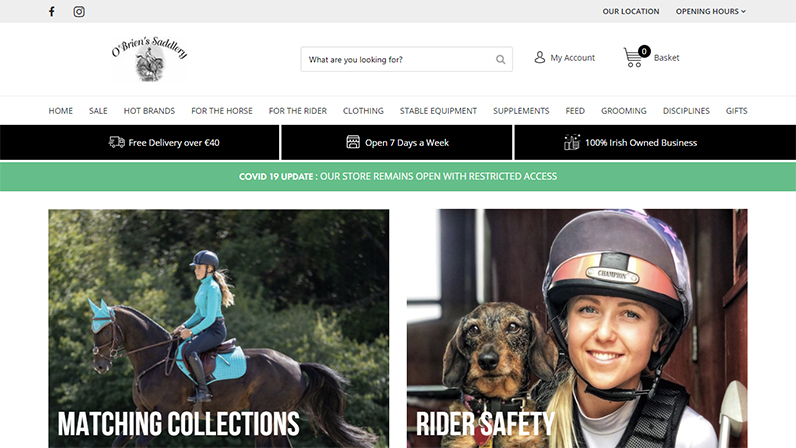 OUR LOCATION OPENING HOURS
O'Brien's Saddlery
What are you looking for?
My Account
0
Basket
HOME SALE HOT BRANDS FOR THE HORSE FOR THE RIDER CLOTHING STABLE EQUIPMENT SUPPLEMENTS FEED GROOMING DISCIPLINES GIFTS
Free Delivery over €40
Open 7 Days a Week
100% Irish Owned Business
COVID 19 UPDATE : OUR STORE REMAINS OPEN WITH RESTRICTED ACCESS
CHAMPION
MATCHING COLLECTIONS
RIDER SAFETY